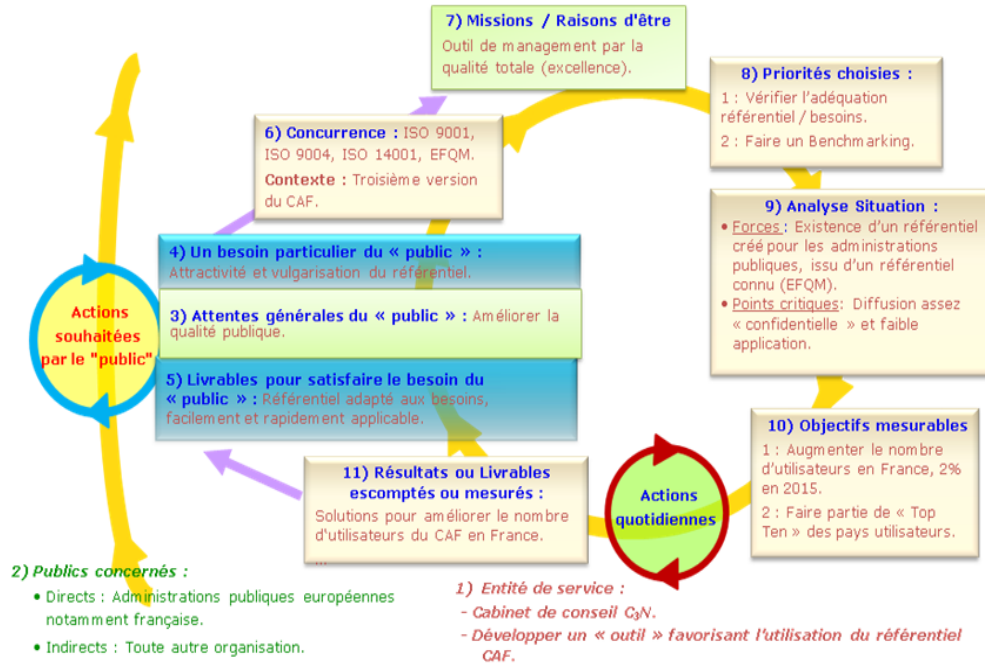 7) Missions / Raisons d'être
Outil de management par la
qualité totale (excellence).
8) Priorités choisies :
1 : Vérifier l'adéquation
référentiel / besoins.
2 : Faire un Benchmarking.
6) Concurrence : ISO 9001,
ISO 9004, ISO 14001, EFQM.
Contexte : Troisième version
du CAF.
9) Analyse Situation :
• Forces : Existence d'un référentiel
créé pour les administrations
publiques, issu d'un référentiel
connu (EFQM).
• Points critiques: Diffusion assez
« confidentielle » et faible
application.
4) Un besoin particulier du « public » :
Attractivité et vulgarisation du référentiel.
Actions
souhaitées
par le "public"
3) Attentes générales du « public » : Améliorer la
qualité publique.
5) Livrables pour satisfaire le besoin du
« public » : Référentiel adapté aux besoins,
facilement et rapidement applicable.
10) Objectifs mesurables
1 : Augmenter le nombre
d'utilisateurs en France, 2%
en 2015.
2 : Faire partie de « Top
Ten » des pays utilisateurs.
11) Résultats ou Livrables
escomptés ou mesurés :
Solutions pour améliorer le nombre
d'utilisateurs du CAF en France.
...
Actions
quotidiennes
2) Publics concernés :
• Directs : Administrations publiques européennes
notamment française.
• Indirects : Toute autre organisation.
1) Entité de service :
- Cabinet de conseil C₃N.
- Développer un « outil » favorisant l'utilisation du référentiel
CAF.